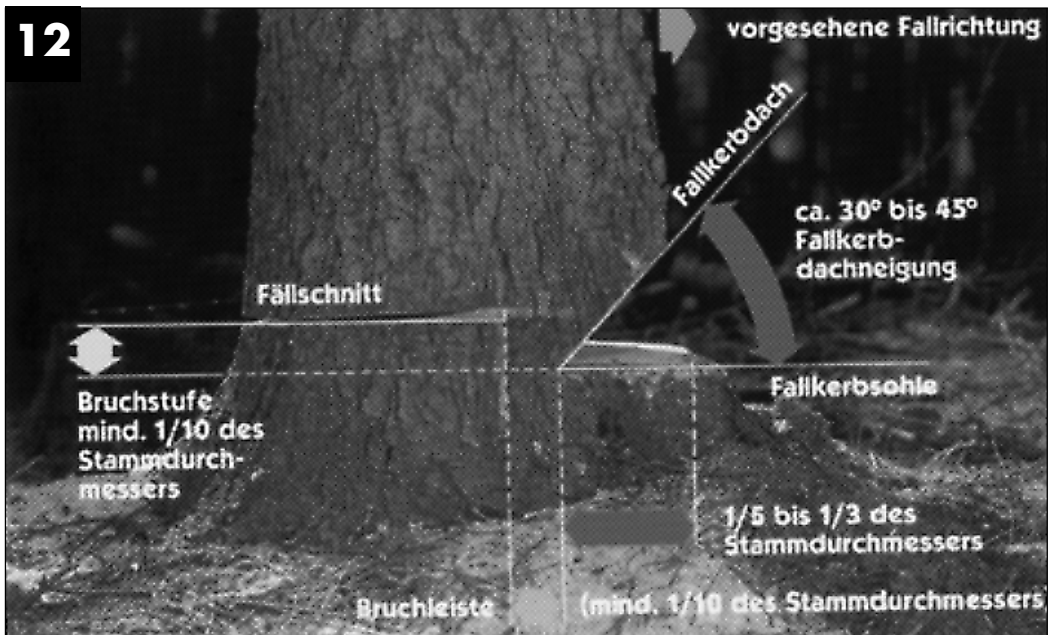 12
vorgesehene Fallrichtung
Fallkerbdach
ca. 30° bis 45°
Fallkerb-
dachneigung
Fällschnitt
Bruchstufe
mind. 1/10 des
Stammdurch-
messers
Fallkerbsohle
1/5 bis 1/3 des
Stammdurchmessers
Bruchleiste (mind. 1/10 des Stammdurchmessers)